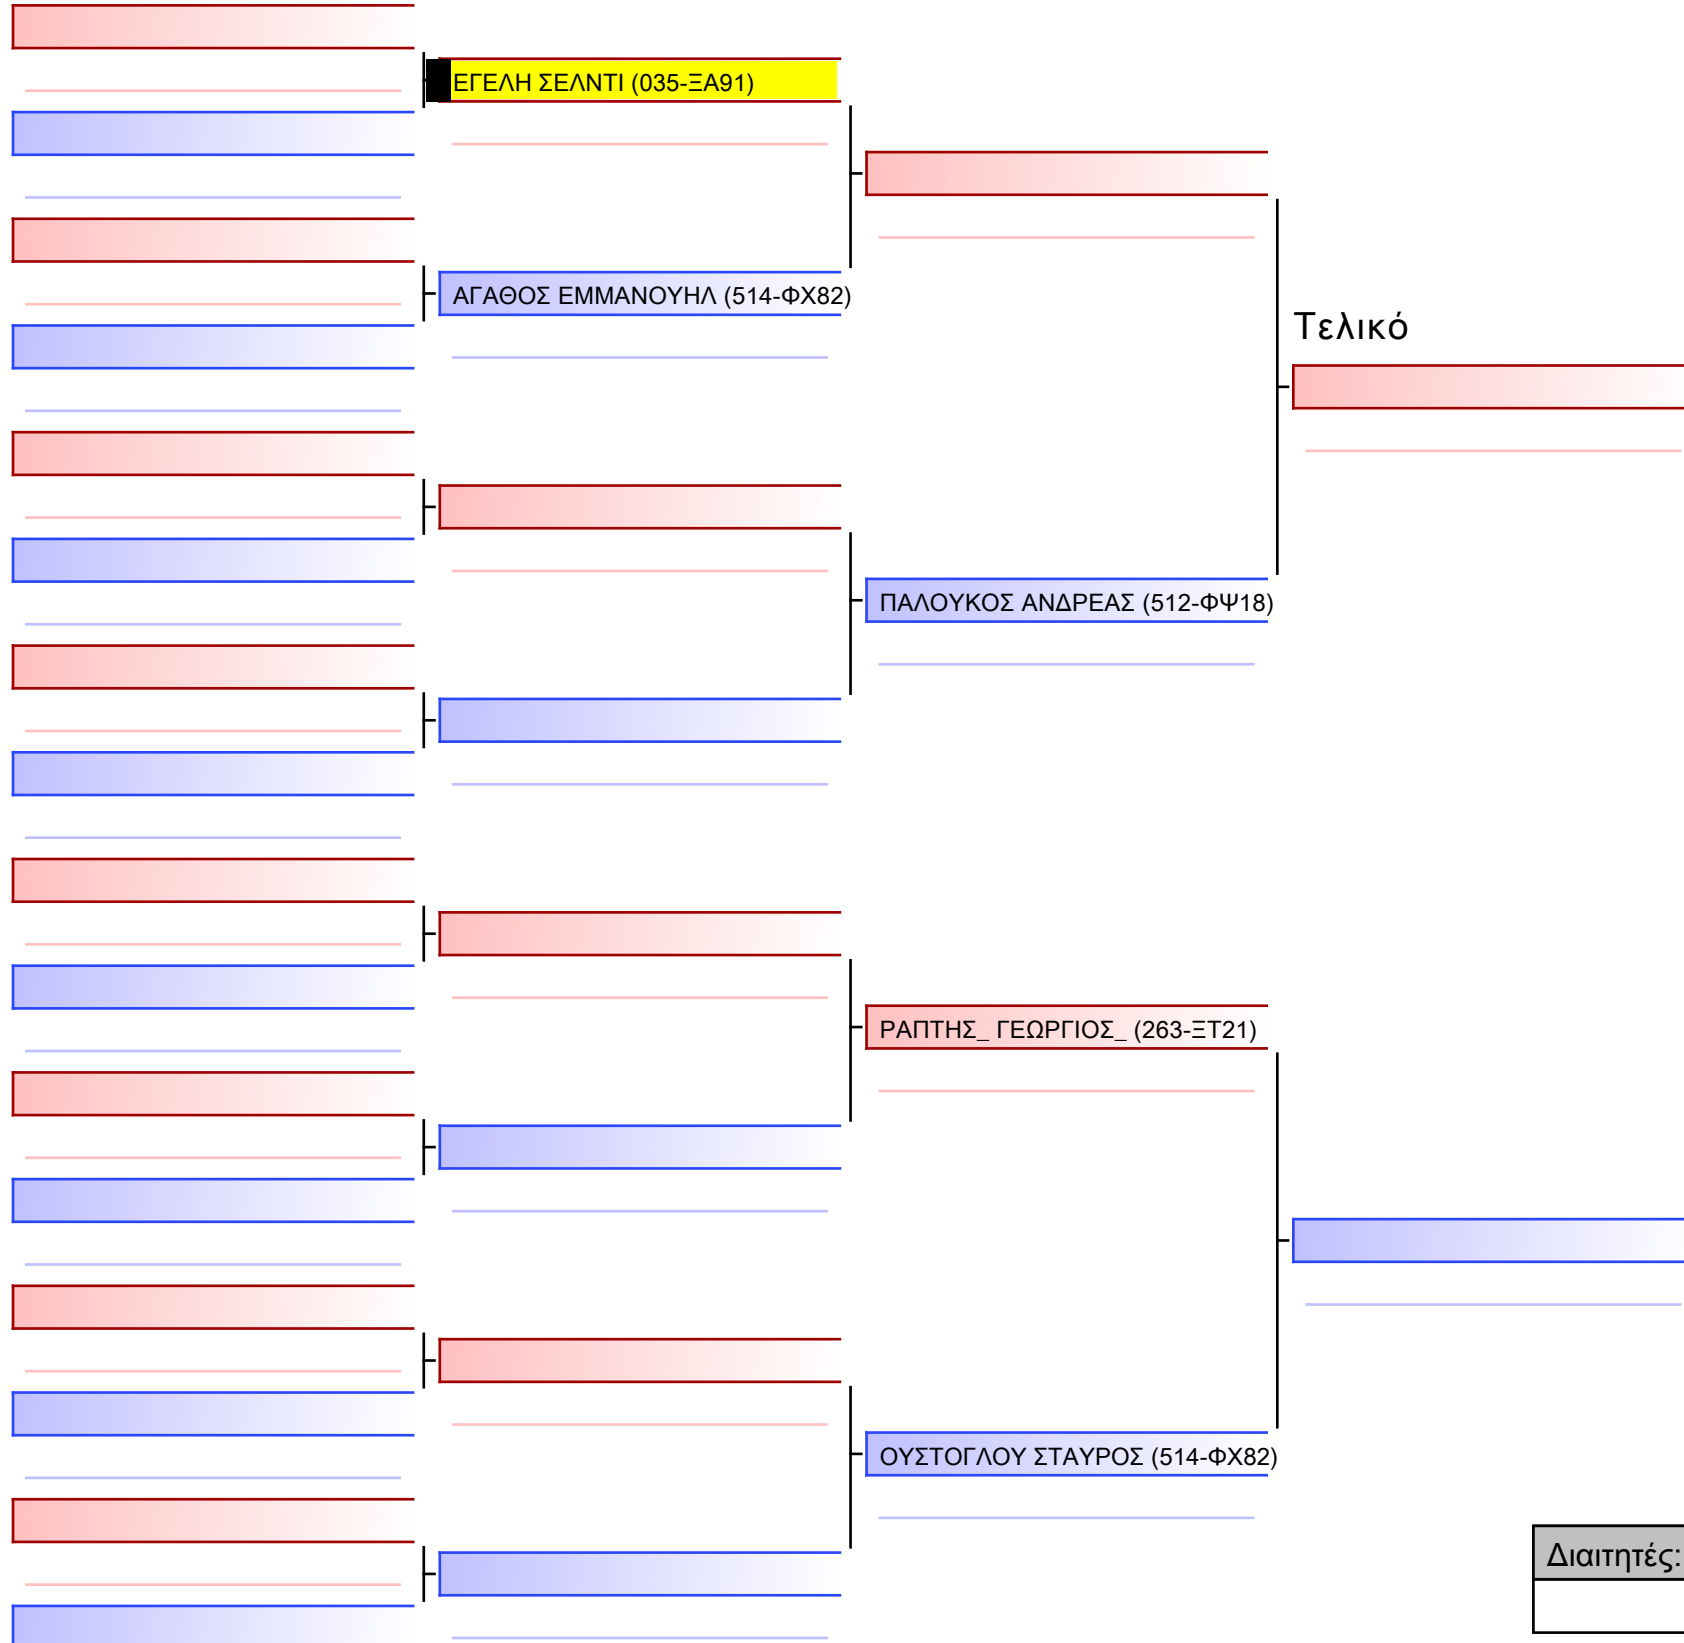 ΕΓΕΛΗ ΣΕΛΝΤΙ (035-ΞΑ91)
ΑΓΑΘΟΣ ΕΜΜΑΝΟΥΗΛ (514-ΦΧ82)
Τελικό
ΠΑΛΟΥΚΟΣ ΑΝΔΡΕΑΣ (512-ΦΨ18)
ΡΑΠΤΗΣ_ ΓΕΩΡΓΙΟΣ_ (263-ΞΤ21)
ΟΥΣΤΟΓΛΟΥ ΣΤΑΥΡΟΣ (514-ΦΧ82)
Διαιτητές: